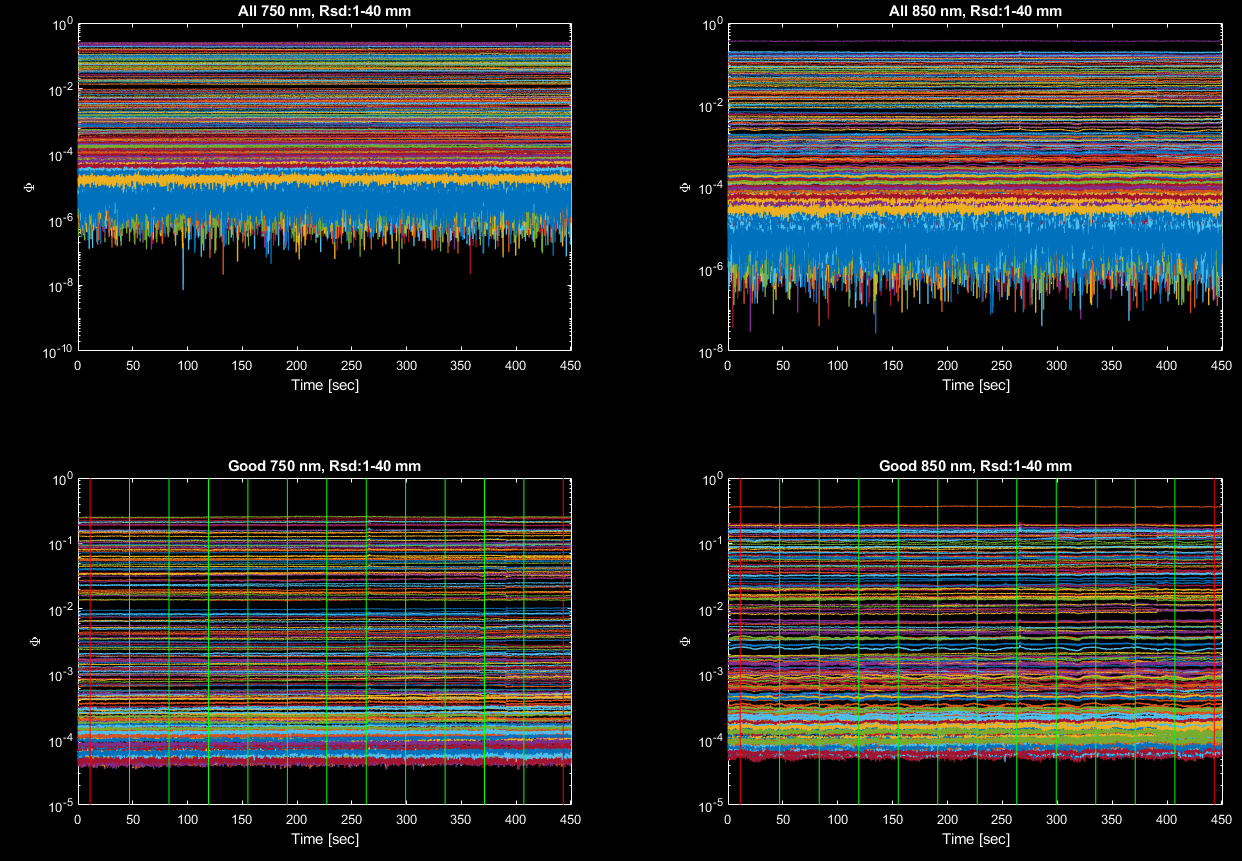 All 750 nm, Rsd:1-40 mm
10^0
10^-2
10^-4
10^-6
10^-8
10^-10
Φ
0 50 100 150 200 250 300 350 400 450
Time [sec]
All 850 nm, Rsd:1-40 mm
10^0
10^-2
10^-4
10^-6
10^-8
Φ
0 50 100 150 200 250 300 350 400 450
Time [sec]
Good 750 nm, Rsd:1-40 mm
10^0
10^-1
10^-2
10^-3
10^-4
10^-5
Φ
0 50 100 150 200 250 300 350 400 450
Time [sec]
Good 850 nm, Rsd:1-40 mm
10^0
10^-1
10^-2
10^-3
10^-4
10^-5
Φ
0 50 100 150 200 250 300 350 400 450
Time [sec]